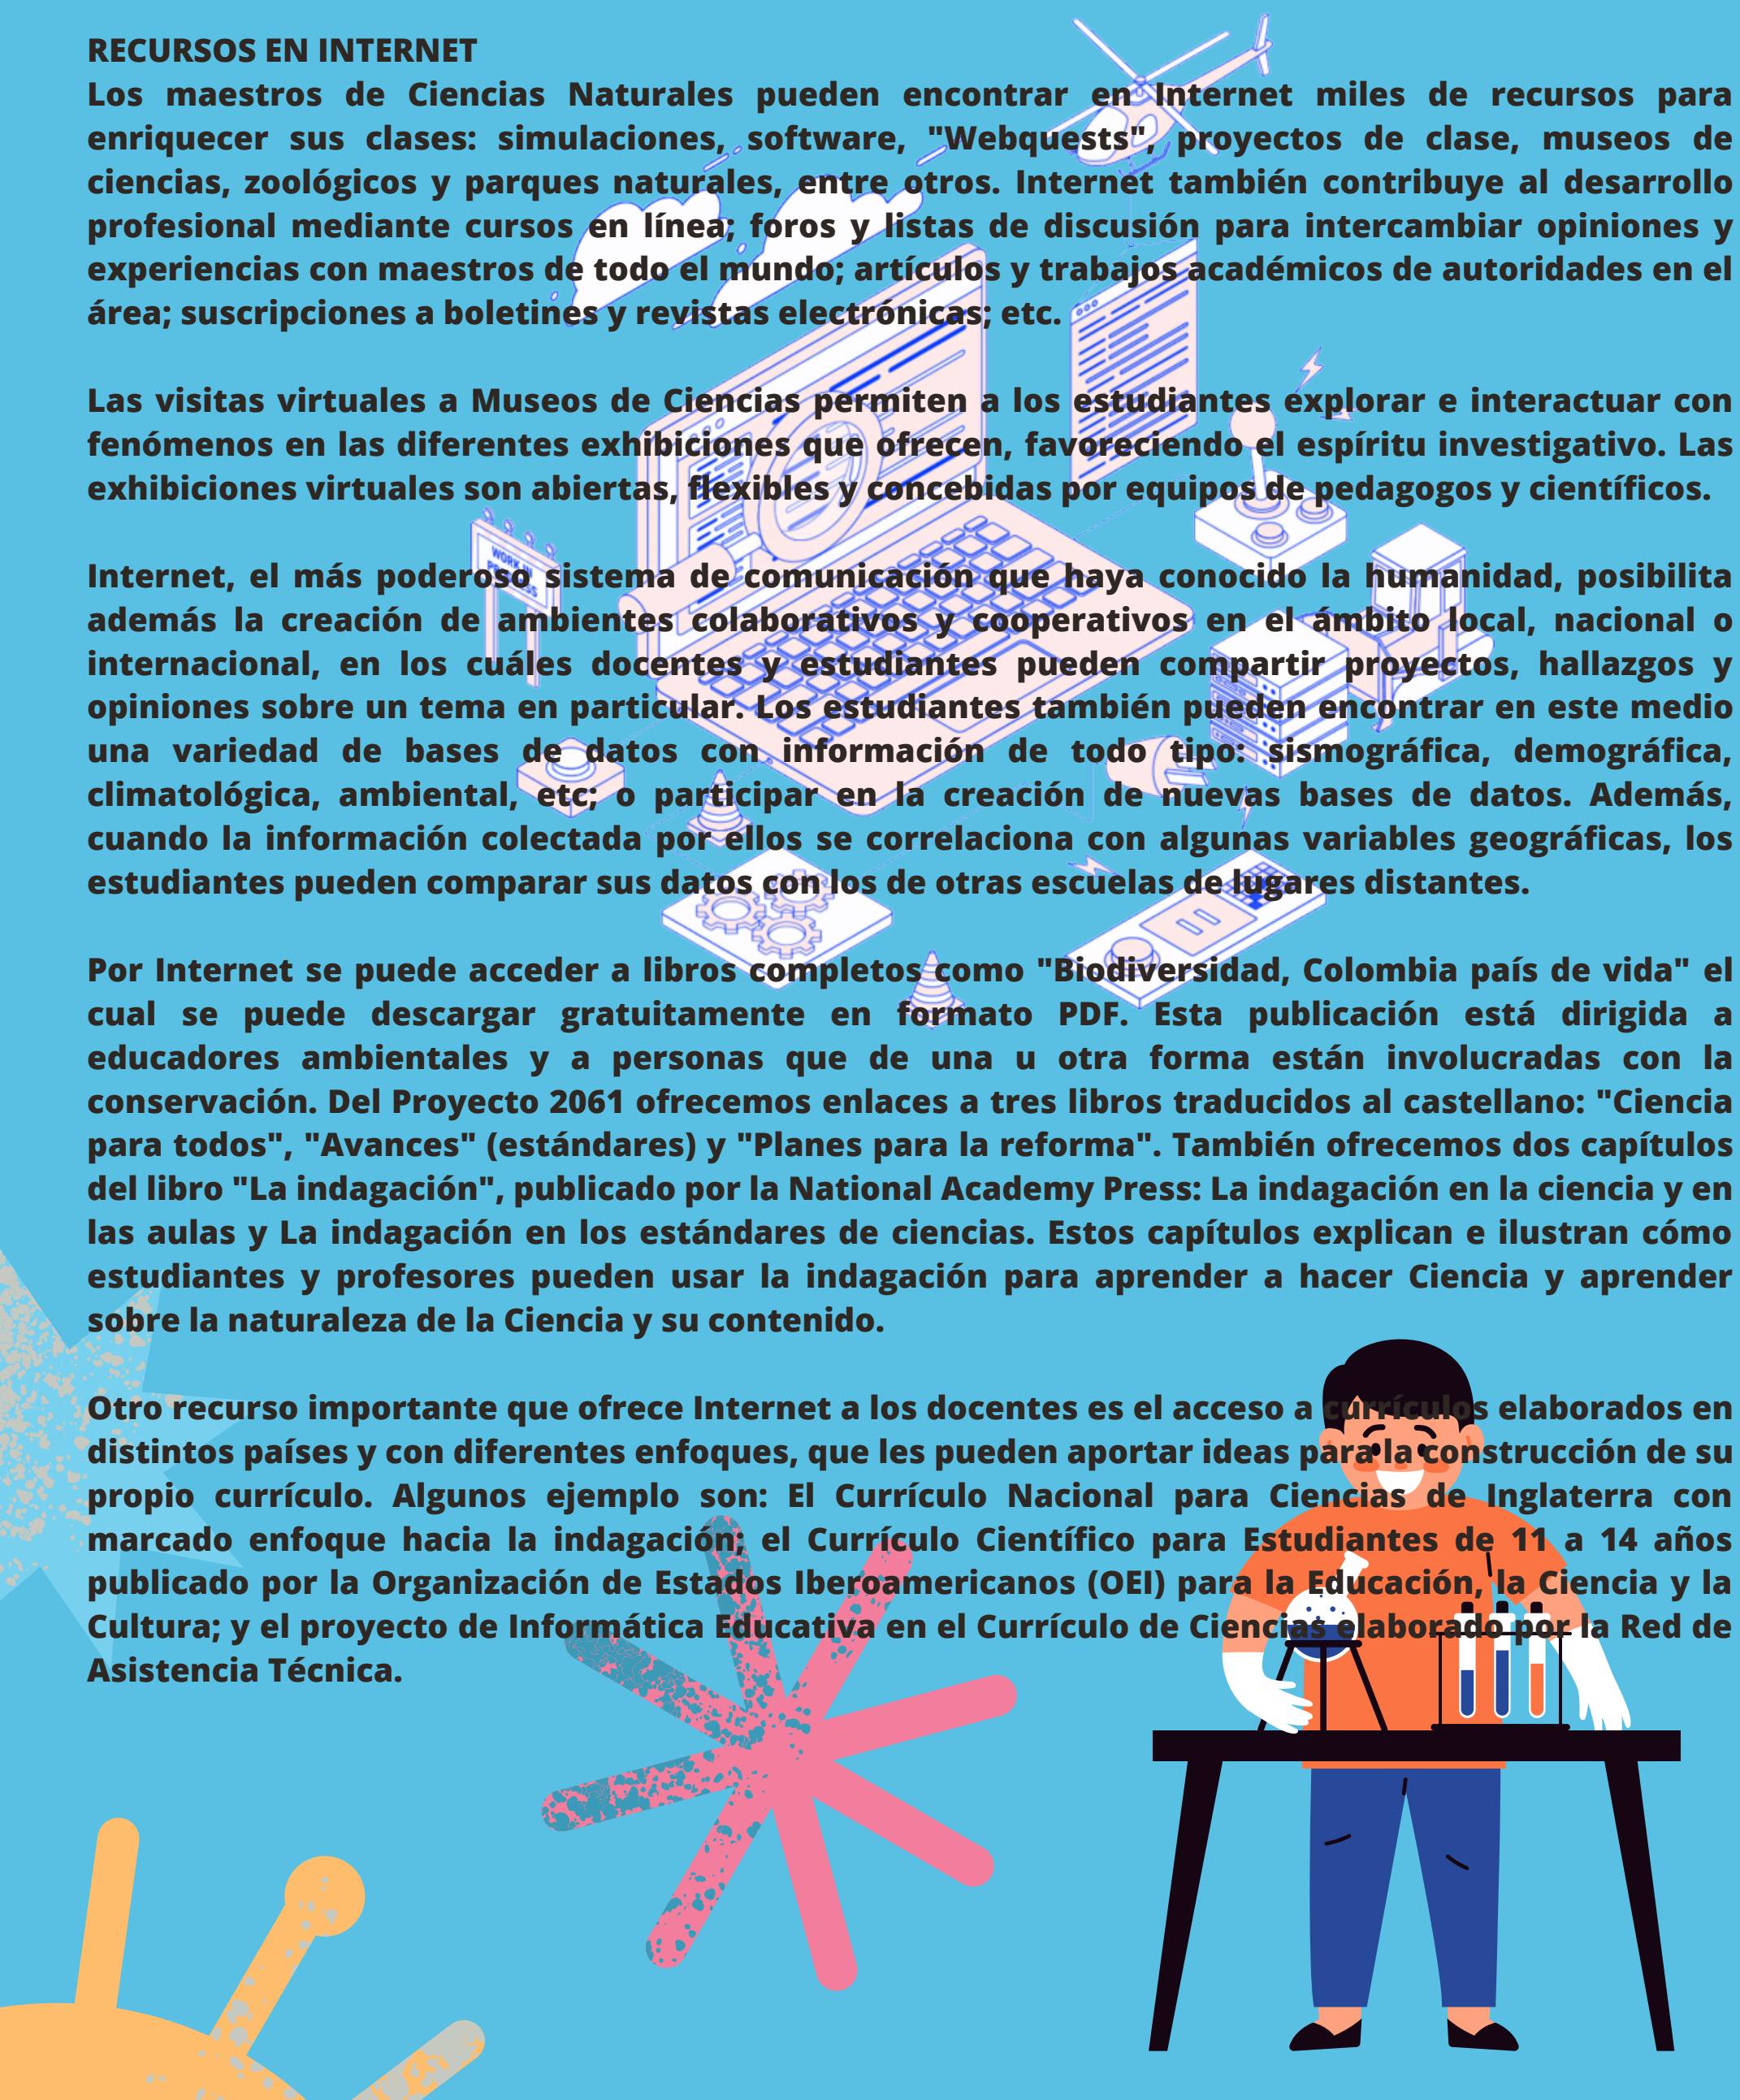 RECURSOS EN INTERNET
Los maestros de Ciencias Naturales pueden encontrar en Internet miles de recursos para
enriquecer sus clases: simulaciones, software, "Webquests", proyectos de clase, museos de
ciencias, zoológicos y parques naturales, entre otros. Internet también contribuye al desarrollo
profesional mediante cursos en línea; foros y listas de discusión para intercambiar opiniones y
experiencias con maestros de todo el mundo; artículos y trabajos académicos de autoridades en el
área; suscripciones a boletines y revistas electrónicas; etc.
Las visitas virtuales a Museos de Ciencias permiten a los estudiantes explorar e interactuar con
fenómenos en las diferentes exhibiciones que ofrecen, favoreciendo el espíritu investigativo. Las
exhibiciones virtuales son abiertas, flexibles y concebidas por equipos de pedagogos y científicos.
WORK IN
PROGRESS
Internet, el más poderoso sistema de comunicación que haya conocido la humanidad, posibilita
además la creación de ambientes colaborativos y cooperativos en el ámbito local, nacional o
internacional, en los cuáles docentes y estudiantes pueden compartir proyectos, hallazgos y
opiniones sobre un tema en particular. Los estudiantes también pueden encontrar en este medio
una variedad de bases de datos con información de todo tipo: sismográfica, demográfica,
climatológica, ambiental, etc; o participar en la creación de nuevas bases de datos. Además,
cuando la información colectada por ellos se correlaciona con algunas variables geográficas, los
estudiantes pueden comparar sus datos con los de otras escuelas de lugares distantes.
Por Internet se puede acceder a libros completos como "Biodiversidad, Colombia país de vida" el
cual se puede descargar gratuitamente en formato PDF. Esta publicación está dirigida a
educadores ambientales y a personas que de una u otra forma están involucradas con la
conservación. Del Proyecto 2061 ofrecemos enlaces a tres libros traducidos al castellano: "Ciencia
para todos", "Avances" (estándares) y "Planes para la reforma". También ofrecemos dos capítulos
del libro "La indagación", publicado por la National Academy Press: La indagación en la ciencia y en
las aulas y La indagación en los estándares de ciencias. Estos capítulos explican e ilustran cómo
estudiantes y profesores pueden usar la indagación para aprender a hacer Ciencia y aprender
sobre la naturaleza de la Ciencia y su contenido.
Otro recurso importante que ofrece Internet a los docentes es el acceso a currículos elaborados en
distintos países y con diferentes enfoques, que les pueden aportar ideas para la construcción de su
propio currículo. Algunos ejemplo son: El Currículo Nacional para Ciencias de Inglaterra con
marcado enfoque hacia la indagación; el Currículo Científico para Estudiantes de 11 a 14 años
publicado por la Organización de Estados Iberoamericanos (OEI) para la Educación, la Ciencia y la
Cultura; y el proyecto de Informática Educativa en el Currículo de Ciencias elaborado por la Red de
Asistencia Técnica.